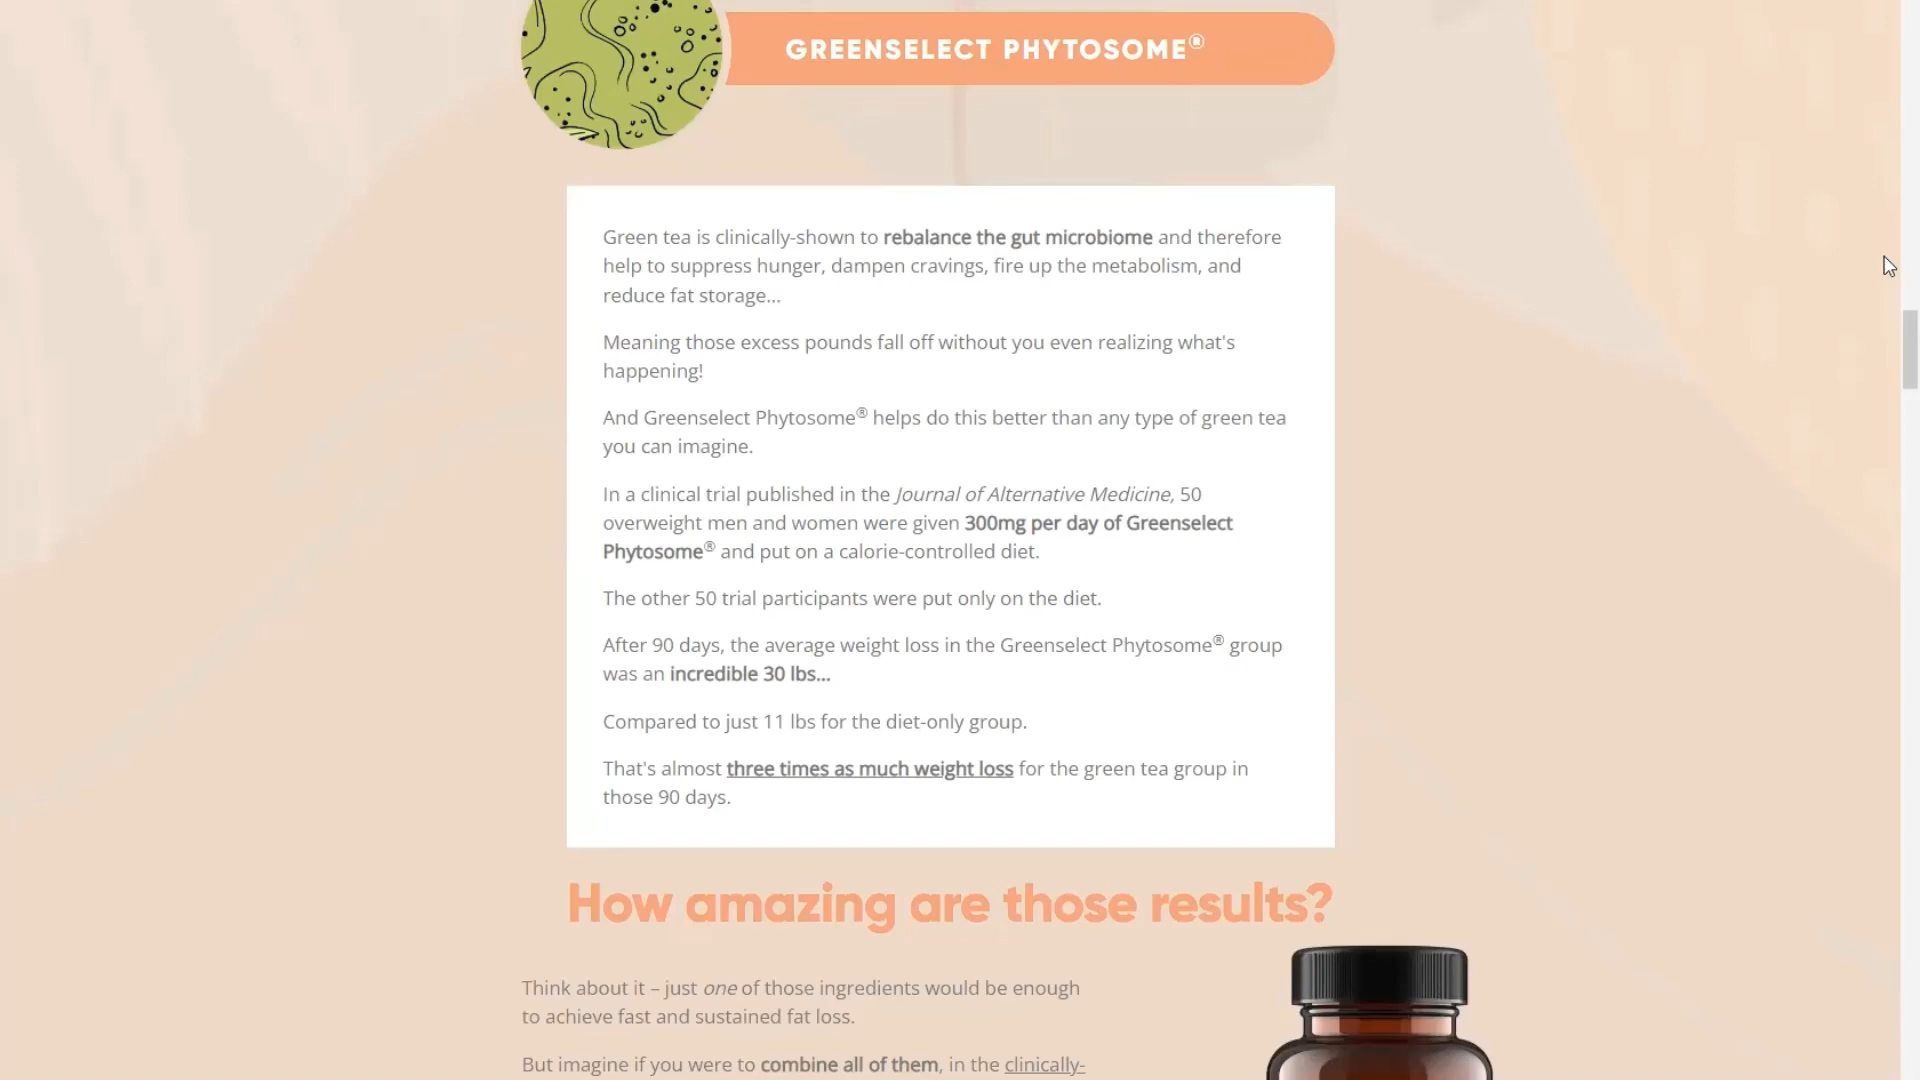 GREENSELECT PHYTOSOME®
Green tea is clinically-shown to rebalance the gut microbiome and therefore
help to suppress hunger, dampen cravings, fire up the metabolism, and
reduce fat storage...
Meaning those excess pounds fall off without you even realizing what's
happening!
And Greenselect Phytosome® helps do this better than any type of green tea
you can imagine.
In a clinical trial published in the Journal of Alternative Medicine, 50
overweight men and women were given 300mg per day of Greenselect
Phytosome® and put on a calorie-controlled diet.
The other 50 trial participants were put only on the diet.
After 90 days, the average weight loss in the Greenselect Phytosome® group
was an incredible 30 lbs...
Compared to just 11 lbs for the diet-only group.
That's almost three times as much weight loss for the green tea group in
those 90 days.
How amazing are those results?
Think about it – just one of those ingredients would be enough
to achieve fast and sustained fat loss.
But imagine if you were to combine all of them, in the clinically-